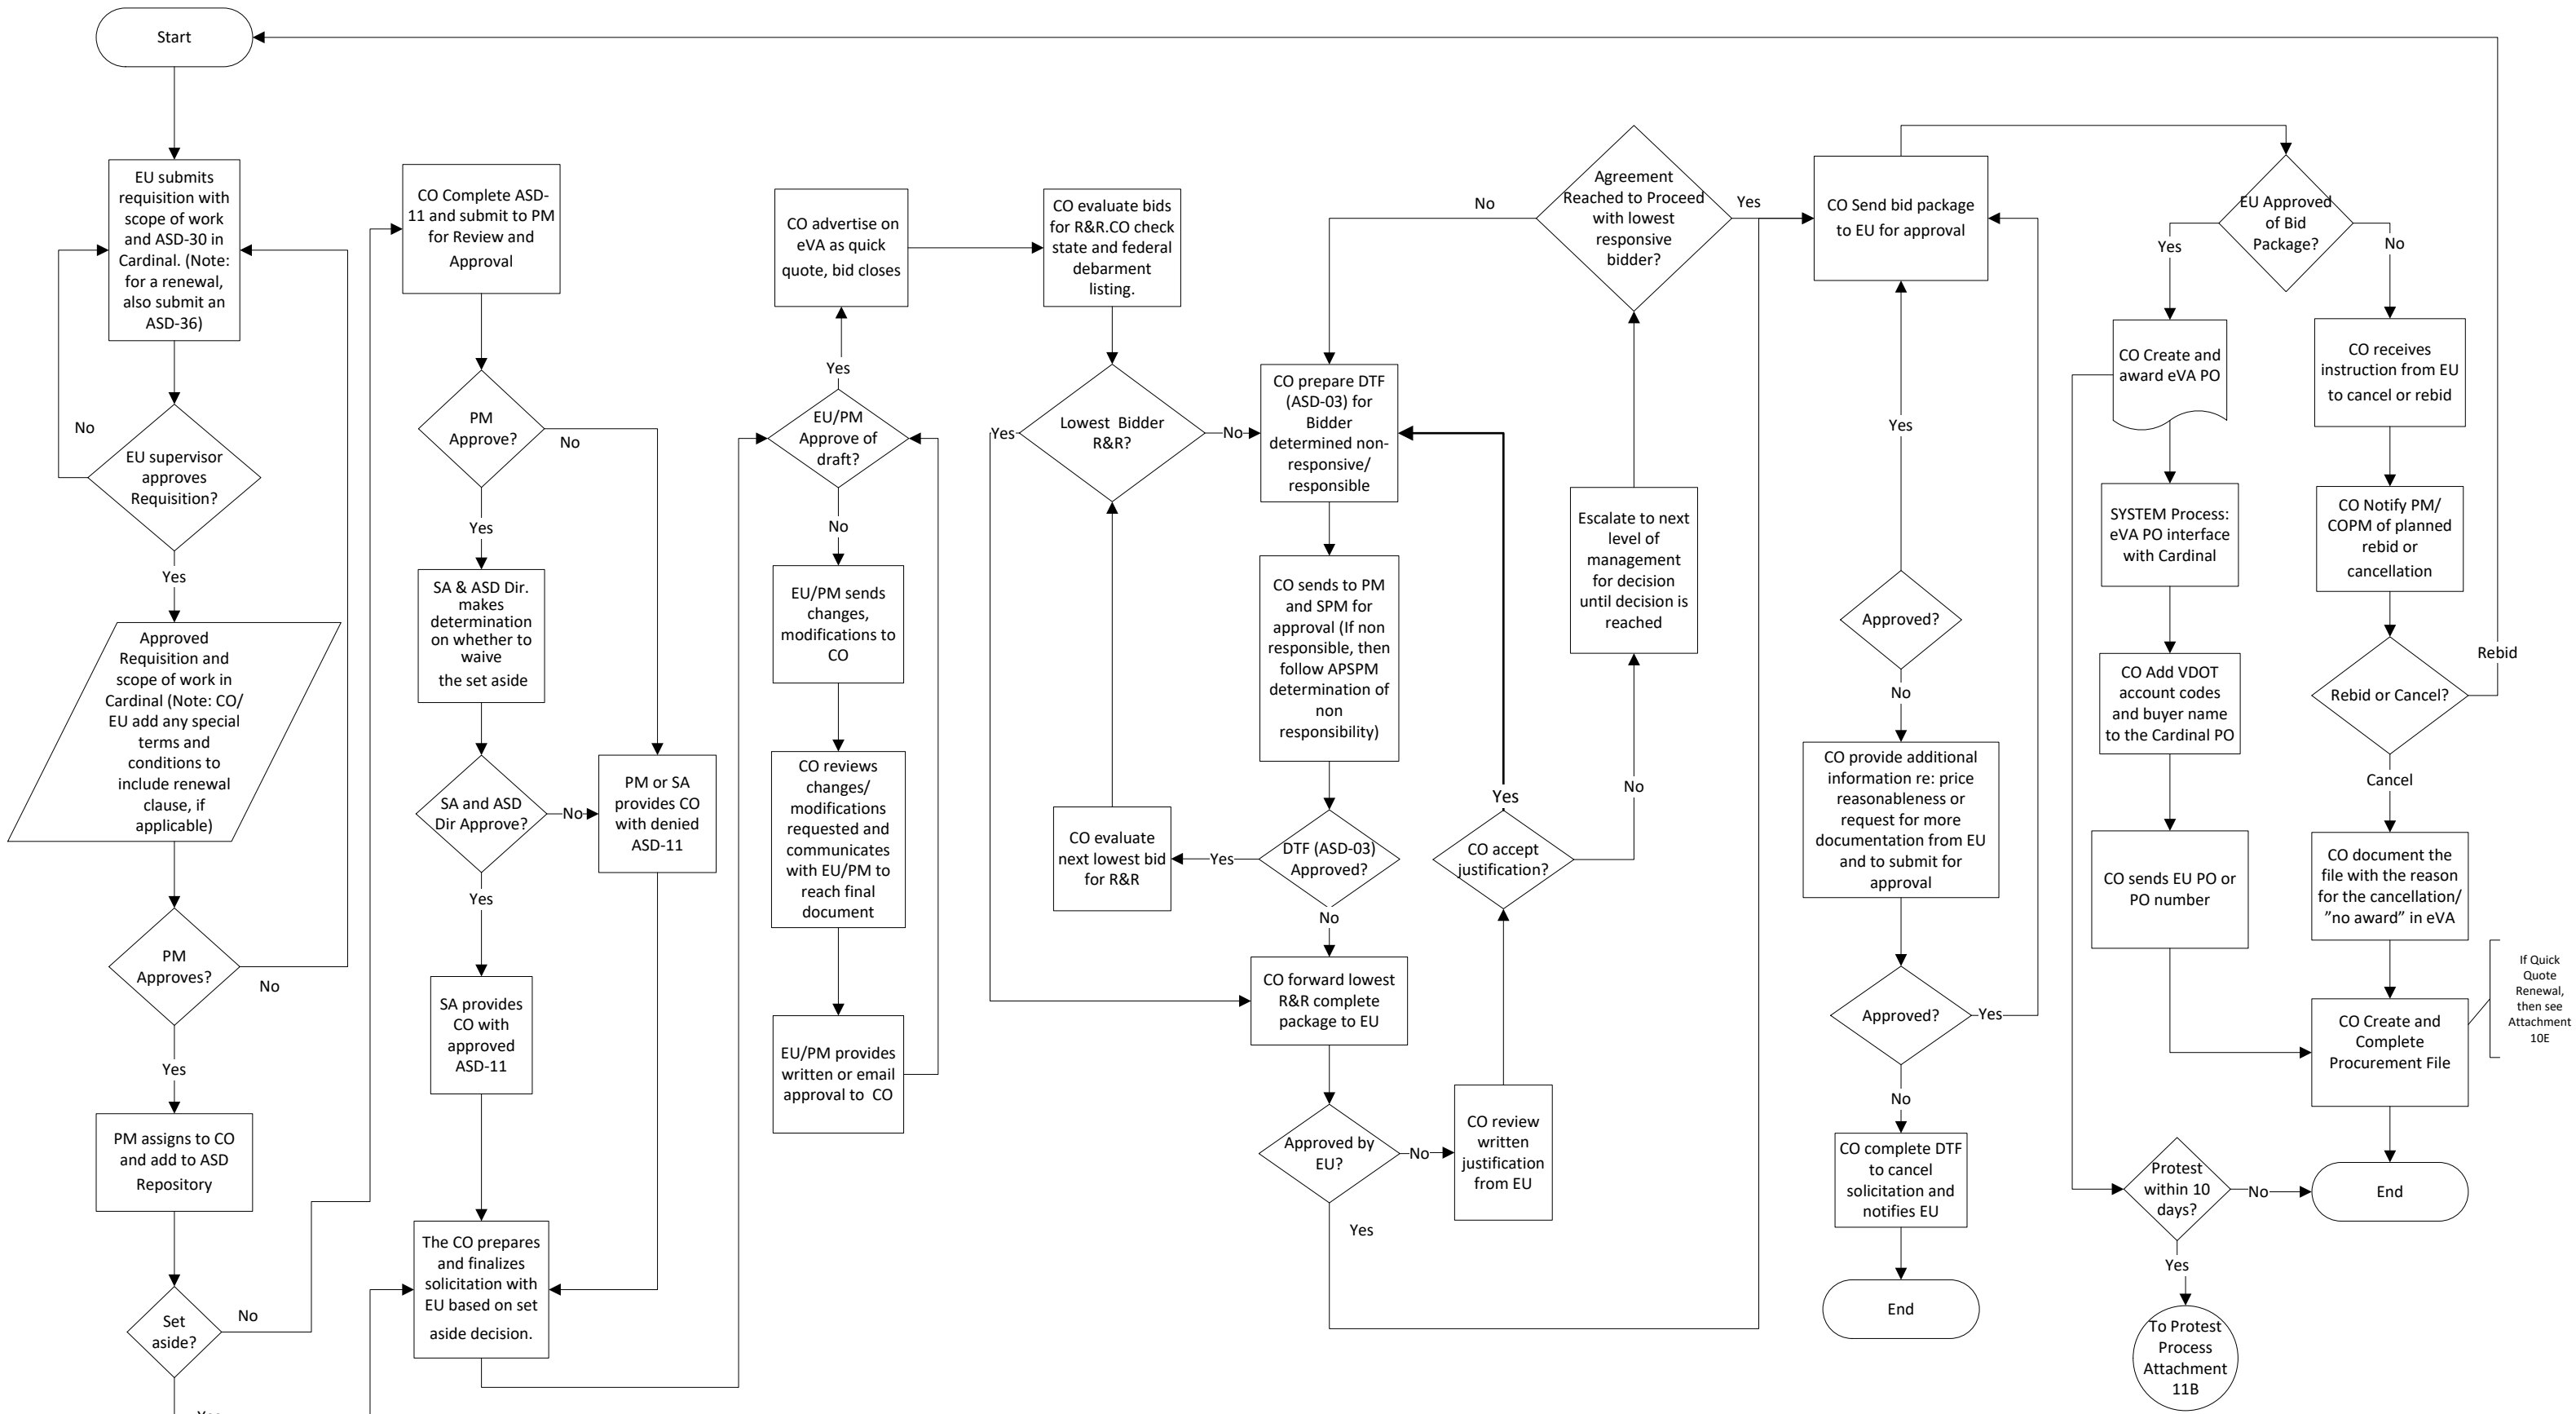 Start
EU submits
requisition with
scope of work
and ASD-30 in
Cardinal. (Note:
for a renewal,
also submit an
ASD-36)
No
EU supervisor
approves
Requisition?
Yes
Approved
Requisition and
scope of work in
Cardinal (Note: CO/
EU add any special
terms and
conditions to
include renewal
clause, if
applicable)
PM
Approves?
No
Yes
PM assigns to CO
and add to ASD
Repository
Set
aside?
No
Yes
CO Complete ASD-
11 and submit to PM
for Review and
Approval
PM
Approve?
No
Yes
SA & ASD Dir.
makes
determination
on whether to
waive
the set aside
SA and ASD
Dir Approve?
No
PM or SA
provides CO
with denied
ASD-11
Yes
SA provides
CO with
approved
ASD-11
The CO prepares
and finalizes
solicitation with
EU based on set
aside decision.
CO advertise on
eVA as quick
quote, bid closes
Yes
EU/PM
Approve of
draft?
No
EU/PM sends
changes,
modifications to
CO
CO reviews
changes/
modifications
requested and
communicates
with EU/PM to
reach final
document
EU/PM provides
written or email
approval to CO
CO evaluate bids
for R&R.CO check
state and federal
debarment
listing.
Yes
Lowest Bidder
R&R?
No
CO evaluate
next lowest bid
for R&R
CO prepare DTF
(ASD-03) for
Bidder
determined non-
responsive/
responsible
CO sends to PM
and SPM for
approval (If non
responsible, then
follow APSPM
determination of
non
responsibility)
Yes
DTF (ASD-03)
Approved?
No
CO forward lowest
R&R complete
package to EU
Approved by
EU?
No
Yes
CO review
written
justification
from EU
CO accept
justification?
Yes
No
Escalate to next
level of
management
for decision
until decision is
reached
Agreement
Reached to Proceed
with lowest
responsive
bidder?
No
Yes
CO Send bid package
to EU for approval
Yes
Approved?
No
CO provide additional
information re: price
reasonableness or
request for more
documentation from EU
and to submit for
approval
Approved?
Yes
No
CO complete DTF
to cancel
solicitation and
notifies EU
End
EU Approved
of Bid
Package?
Yes
No
CO Create and
award eVA PO
SYSTEM Process:
eVA PO interface
with Cardinal
CO Add VDOT
account codes
and buyer name
to the Cardinal PO
CO sends EU PO or
PO number
Protest
within 10
days?
No
Yes
To Protest
Process
Attachment
11B
CO receives
instruction from EU
to cancel or rebid
CO Notify PM/
COPM of planned
rebid or
cancellation
Rebid or Cancel?
Rebid
Cancel
CO document the
file with the reason
for the cancellation/
”no award” in eVA
CO Create and
Complete
Procurement File
If Quick
Quote
Renewal,
then see
Attachment
10E
End